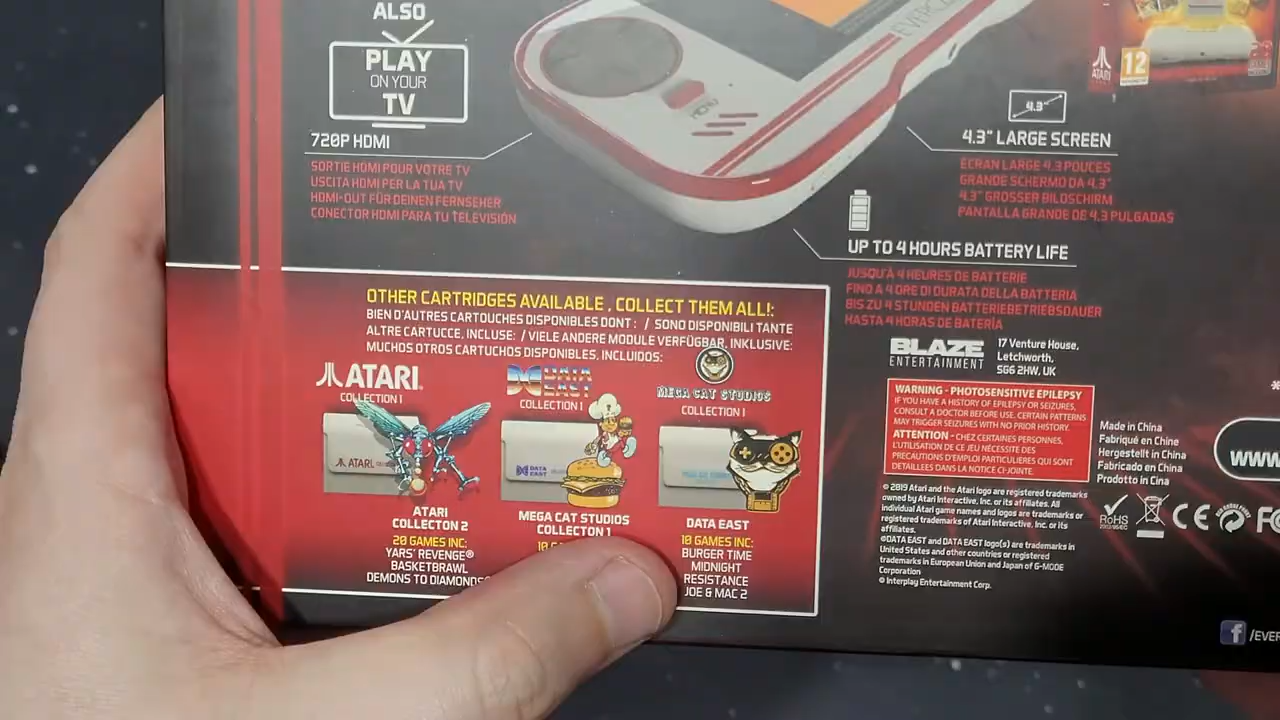 ALSO
PLAY
ON YOUR
TV
720P HDMI
SORTIE HDMI POUR VOTRE TV
USCITA HDMI PER LA TUA TV
HDMI-OUT FÜR DEINEN FERNSEHER
CONECTOR HDMI PARA TU TELEVISIÓN
EVERCA
MENU
ATARI
12
4.3"
4.3" LARGE SCREEN
ÉCRAN LARGE 4.3 POUCES
GRANDE SCHERMO DA 4.3"
4.3" GROSSER BILDSCHIRM
PANTALLA GRANDE DE 4.3 PULGADAS
UP TO 4 HOURS BATTERY LIFE
JUSQU'À 4 HEURES DE BATTERIE
FINO A 4 ORE DI DURATA DELLA BATTERIA
BIS ZU 4 STUNDEN BATTERIEBETRIEBSDAUER
HASTA 4 HORAS DE BATERÍA
OTHER CARTRIDGES AVAILABLE , COLLECT THEM ALL!:
BIEN D'AUTRES CARTOUCHES DISPONIBLES DONT : / SONO DISPONIBILI TANTE
ALTRE CARTUCCE, INCLUSE: / VIELE ANDERE MODULE VERFÜGBAR, INKLUSIVE:
MUCHOS OTROS CARTUCHOS DISPONIBLES, INCLUIDOS:
ATARI
COLLECTION 1
ATARI
ATARI
COLLECTON 2
20 GAMES INC:
YARS' REVENGE®
BASKETBRAWL
DEMONS TO DIAMONDS
DATA EAST
COLLECTION 1
DATA EAST
MEGA CAT STUDIOS
COLLECTON 1
10 G
MEGA CAT STUDIOS
COLLECTION 1
DATA EAST
10 GAMES INC:
BURGER TIME
MIDNIGHT
RESISTANCE
JOE & MAC 2
BLAZE
ENTERTAINMENT
17 Venture House,
Letchworth,
SG6 2HW, UK
WARNING - PHOTOSENSITIVE EPILEPSY
IF YOU HAVE A HISTORY OF EPILEPSY OR SEIZURES,
CONSULT A DOCTOR BEFORE USE. CERTAIN PATTERNS
MAY TRIGGER SEIZURES WITH NO PRIOR HISTORY.
ATTENTION - CHEZ CERTAINES PERSONNES,
L'UTILISATION DE CE JEU NÉCESSITE DES
PRÉCAUTIONS D'EMPLOI PARTICULIÈRES QUI SONT
DÉTAILLÉES DANS LA NOTICE CI-JOINTE.
Made in China
Fabriqué en Chine
Hergestellt in China
Fabricado en China
Prodotto in Cina
© 2019 Atari and the Atari logo are registered trademarks
owned by Atari Interactive, Inc. or its affiliates. All
individual Atari game names and logos are trademarks or
registered trademarks of Atari Interactive, Inc. or its
affiliates.
©DATA EAST and DATA EAST logo(s) are trademarks in
United States and other countries or registered
trademarks in European Union and Japan of G-MODE
Corporation
© Interplay Entertainment Corp.
RoHS
CE
FC
www
/EVER